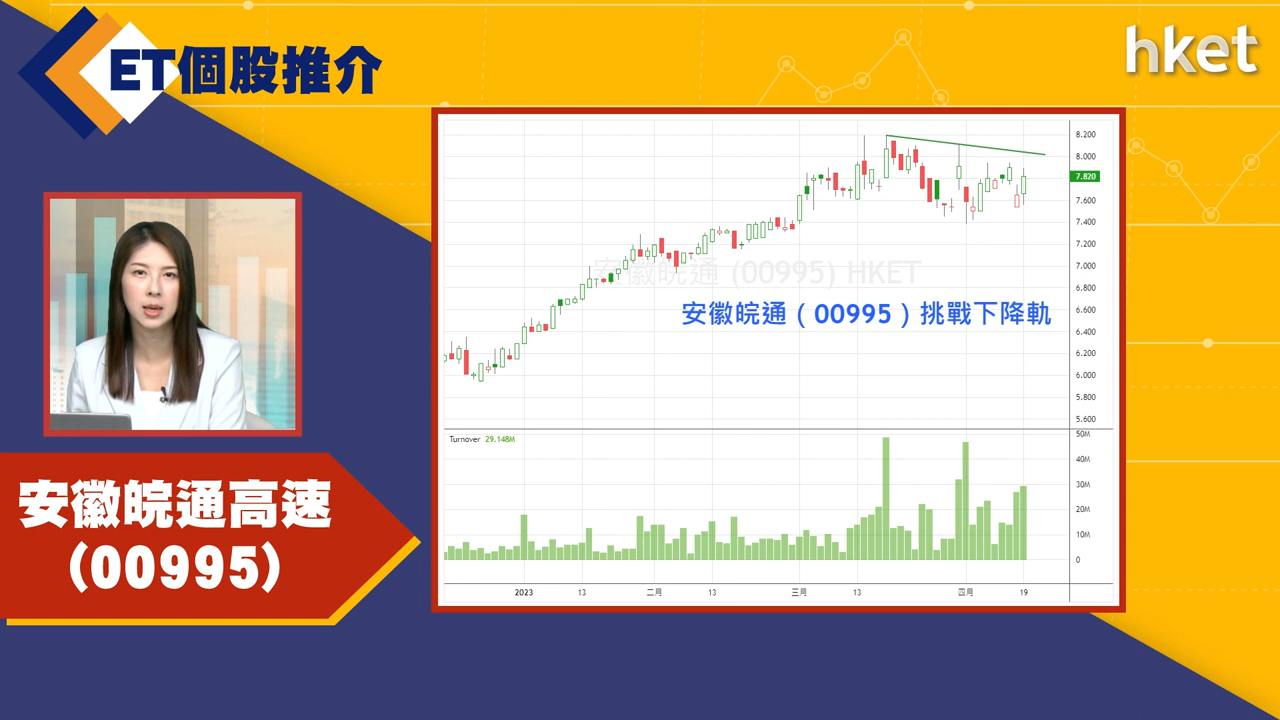 ET個股推介
hket
安徽皖通高速
(00995)
安徽皖通 (00995) HKET
安徽皖通（00995）挑戰下降軌
8.200
8.000
7.820
7.600
7.400
7.200
7.000
6.800
6.600
6.400
6.200
6.000
5.800
5.600
Turnover 29.148M
50M
40M
30M
20M
10M
0
2023 13 二月 13 三月 13 四月 19